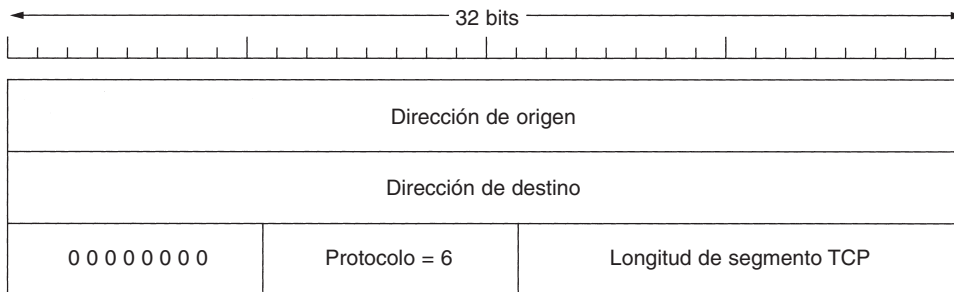 32 bits
Dirección de origen
Dirección de destino
0 0 0 0 0 0 0 0
Protocolo = 6
Longitud de segmento TCP